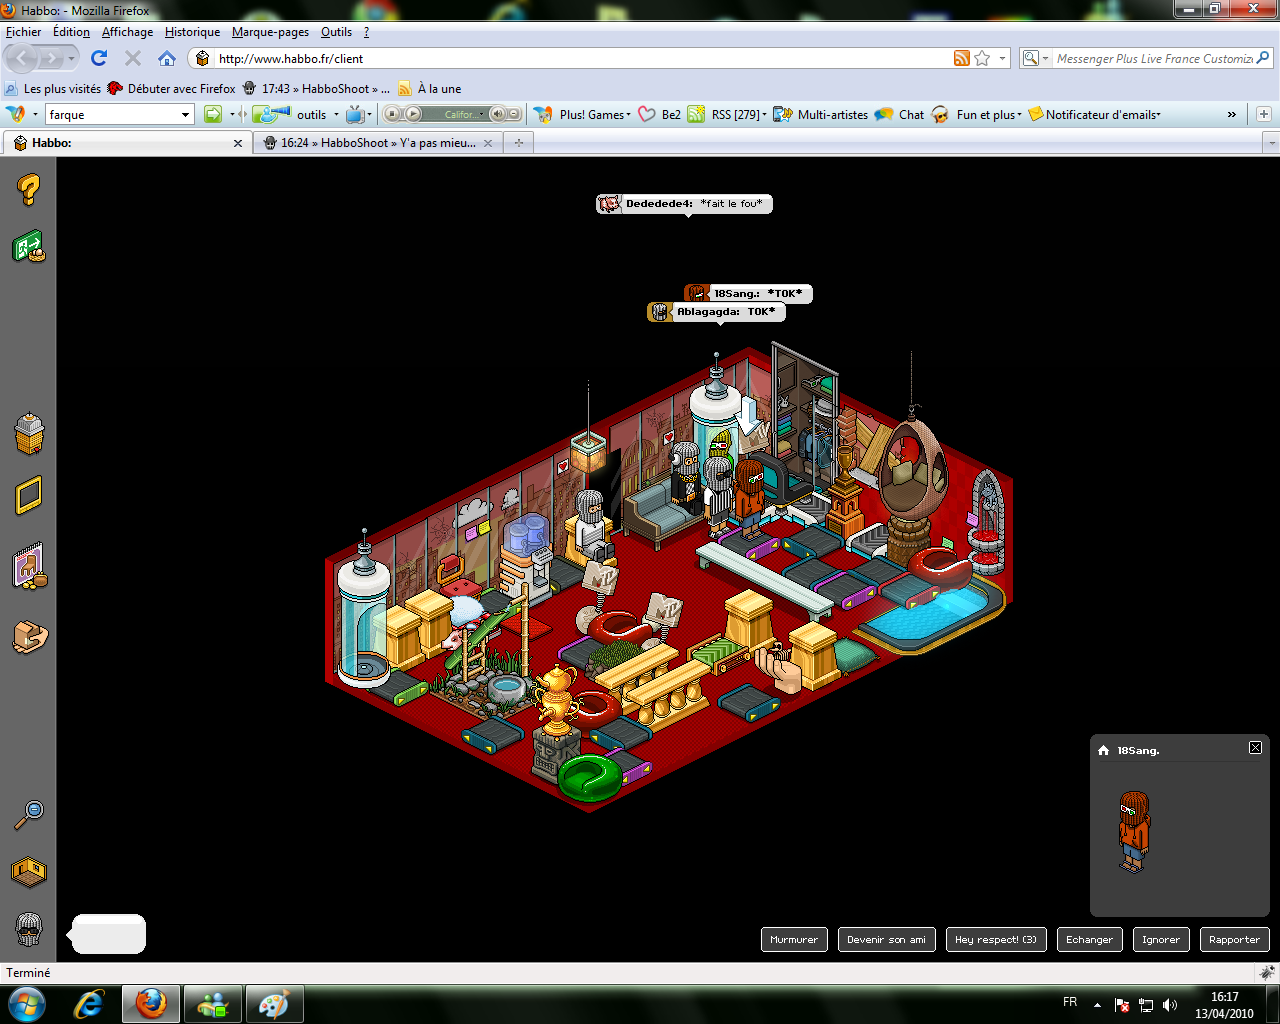 Habbo: - Mozilla Firefox
Fichier Édition Affichage Historique Marque-pages Outils ?
http://www.habbo.fr/client
Messenger Plus Live France Customiz
Les plus visités Débuter avec Firefox 17:43 » HabboShoot » ... À la une
farque outils Califor... Plus! Games Be2 RSS [279] Multi-artistes Chat Fun et plus Notificateur d'emails »
Habbo: 16:24 » HabboShoot » Y'a pas mieu...
Dededede4: *fait le fou*
18Sang.: *TOK*
Ablagagda: TOK*
MTV
MTV
MTV
18Sang.
Murmurer Devenir son ami Hey respect! (3) Echanger Ignorer Rapporter
Terminé
FR 16:17
13/04/2010